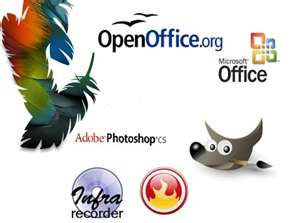 OpenOffice.org
Microsoft
Office
Adobe Photoshop CS
Infra
recorder